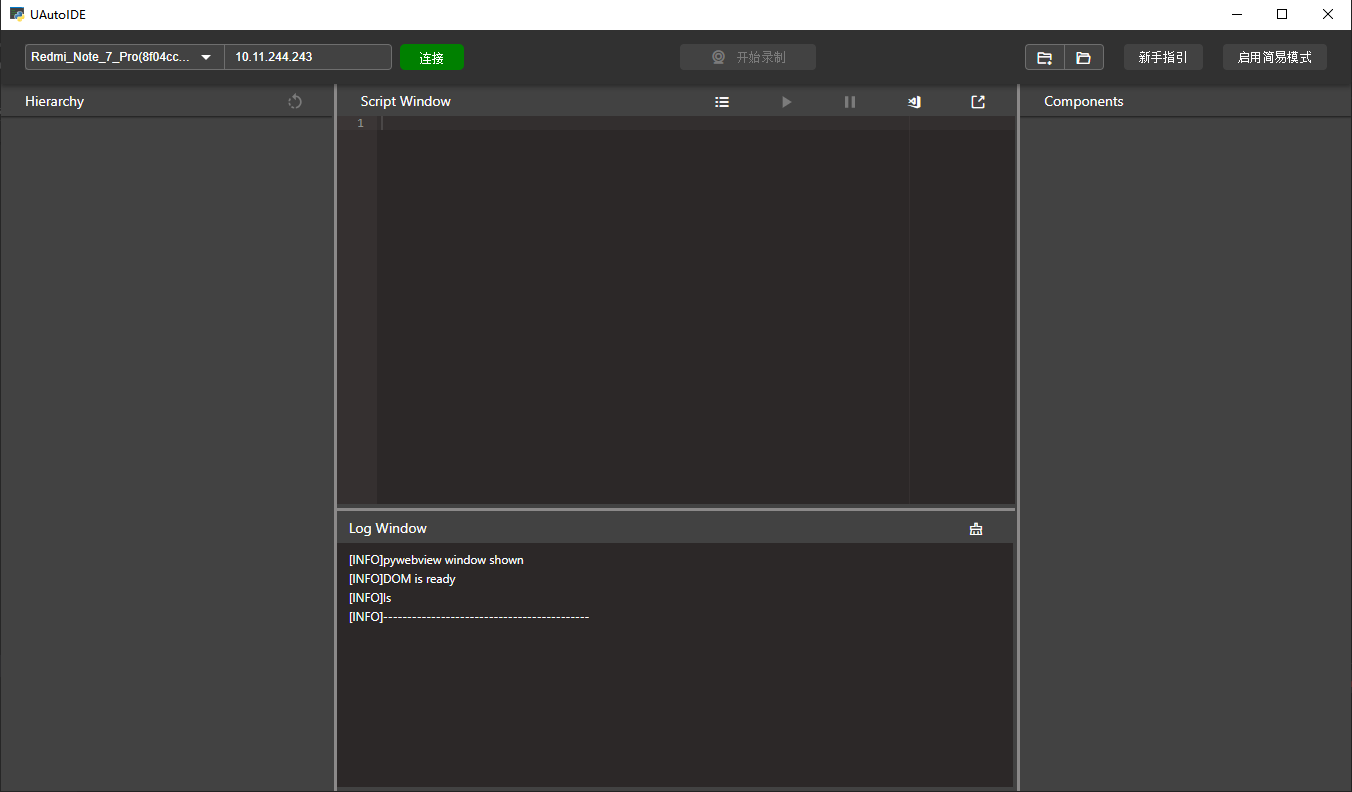 UAutoIDE
Redmi_Note_7_Pro(8f04cc... 10.11.244.243 连接 开始录制 新手指引 启用简易模式
Hierarchy
Script Window
Components
1
Log Window
[INFO]pywebview window shown
[INFO]DOM is ready
[INFO]ls
[INFO]-------------------------------------------